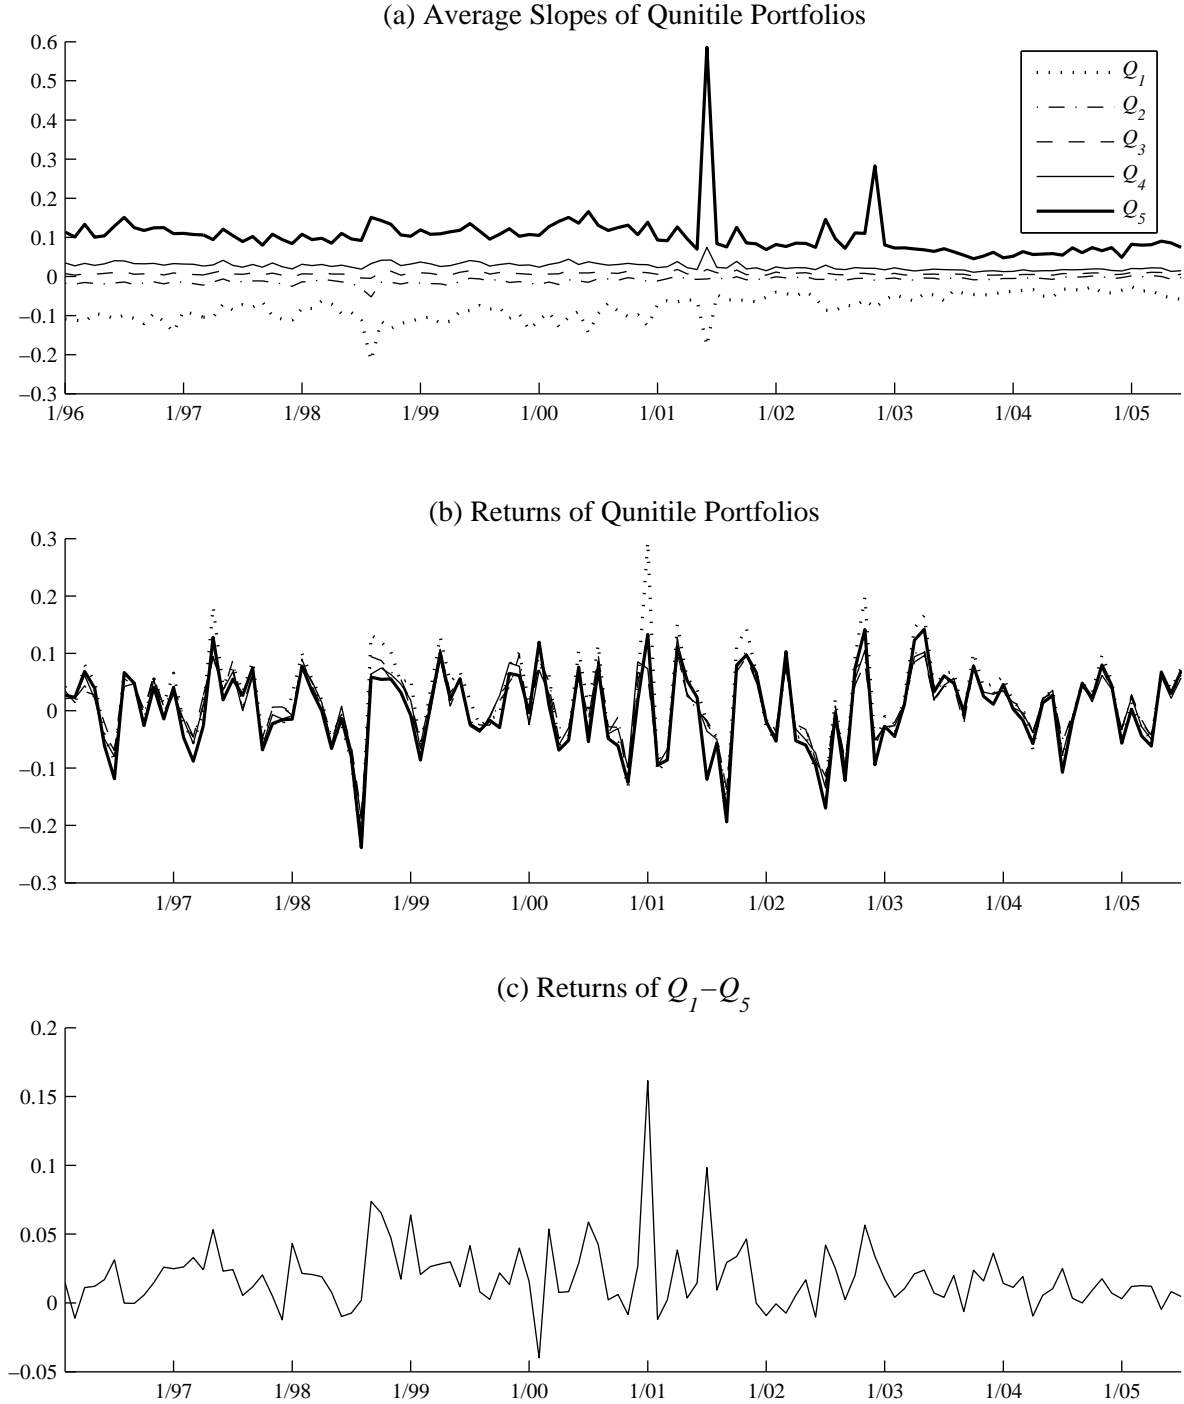 (a) Average Slopes of Qunitile Portfolios
0.6
0.5
0.4
0.3
0.2
0.1
0
−0.1
−0.2
−0.3
Q1
Q2
Q3
Q4
Q5
1/96 1/97 1/98 1/99 1/00 1/01 1/02 1/03 1/04 1/05
(b) Returns of Qunitile Portfolios
0.3
0.2
0.1
0
−0.1
−0.2
−0.3
1/97 1/98 1/99 1/00 1/01 1/02 1/03 1/04 1/05
(c) Returns of Q1−Q5
0.2
0.15
0.1
0.05
0
−0.05
1/97 1/98 1/99 1/00 1/01 1/02 1/03 1/04 1/05